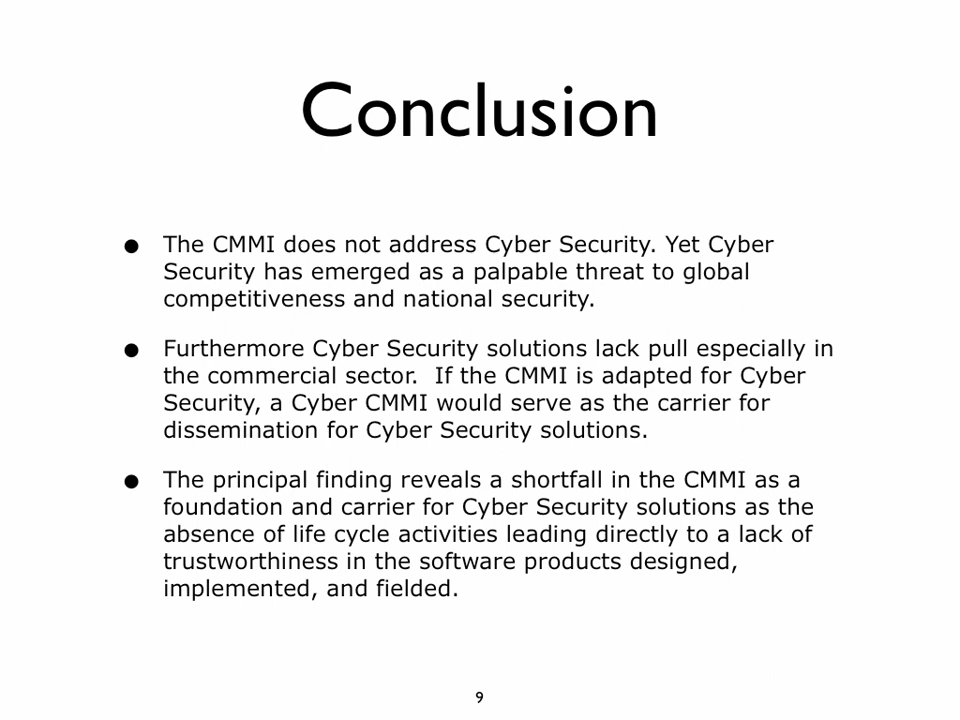 Conclusion
• The CMMI does not address Cyber Security. Yet Cyber
Security has emerged as a palpable threat to global
competitiveness and national security.
• Furthermore Cyber Security solutions lack pull especially in
the commercial sector.  If the CMMI is adapted for Cyber
Security, a Cyber CMMI would serve as the carrier for
dissemination for Cyber Security solutions.
• The principal finding reveals a shortfall in the CMMI as a
foundation and carrier for Cyber Security solutions as the
absence of life cycle activities leading directly to a lack of
trustworthiness in the software products designed,
implemented, and fielded.
9